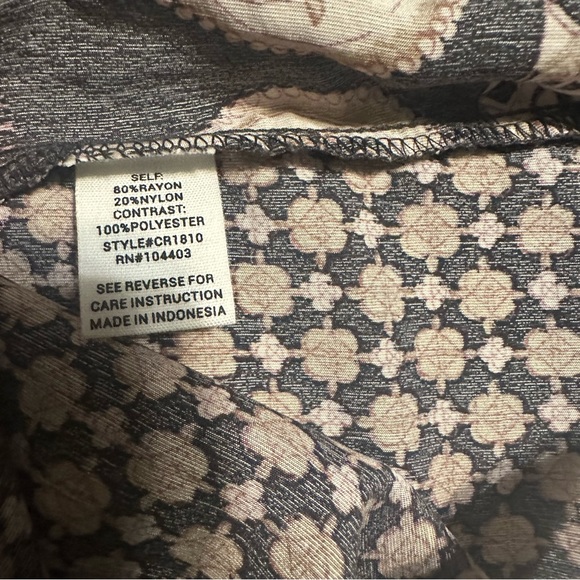 SELF:
80%RAYON
20%NYLON
CONTRAST:
100%POLYESTER
STYLE#CR1810
RN#104403
SEE REVERSE FOR
CARE INSTRUCTION
MADE IN INDONESIA